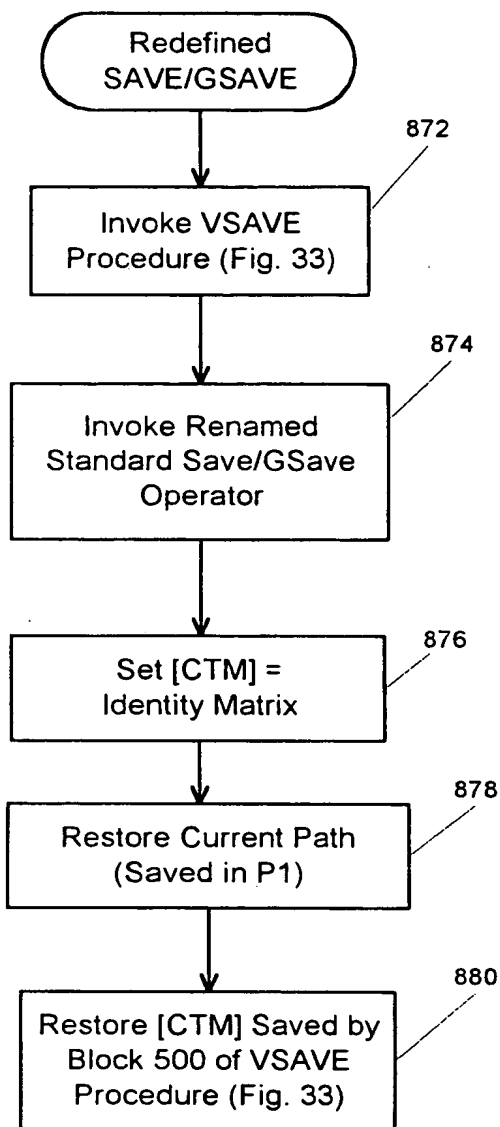 Redefined
SAVE/GSAVE
872
Invoke VSAVE
Procedure (Fig. 33)
874
Invoke Renamed
Standard Save/GSave
Operator
876
Set [CTM] =
Identity Matrix
878
Restore Current Path
(Saved in P1)
880
Restore [CTM] Saved by
Block 500 of VSAVE
Procedure (Fig. 33)